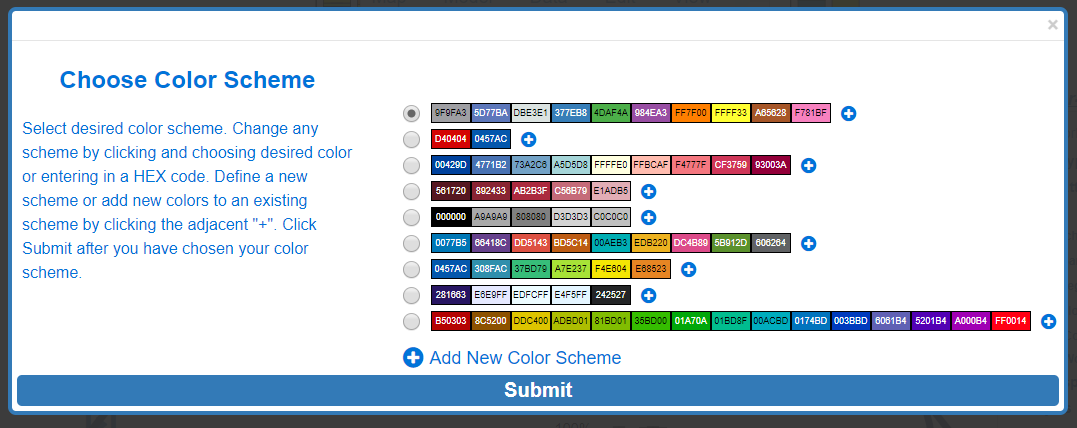 ×
Choose Color Scheme
Select desired color scheme. Change any
scheme by clicking and choosing desired color
or entering in a HEX code. Define a new
scheme or add new colors to an existing
scheme by clicking the adjacent "+". Click
Submit after you have chosen your color
scheme.
9F9FA3 5D77BA DBE3E1 377EB8 4DAF4A 984EA3 FF7F00 FFFF33 A65628 F781BF
D40404 0457AC
00429D 4771B2 73A2C6 A5D5D8 FFFFE0 FFBCAF F4777F CF3759 93003A
561720 892433 AB2B3F C56B79 E1ADB5
000000 A9A9A9 808080 D3D3D3 C0C0C0
0077B5 66418C DD5143 BD5C14 00AEB3 EDB220 DC4B89 5B912D 606264
0457AC 308FAC 37BD79 A7E237 F4E604 E68523
281663 E6E9FF EDFCFF E4F5FF 242527
B50303 8C5200 DDC400 ADBD01 81BD01 35BD00 01A70A 01BD8F 00ACBD 0174BD 003BBD 6061B4 5201B4 A000B4 FF0014
Add New Color Scheme
Submit